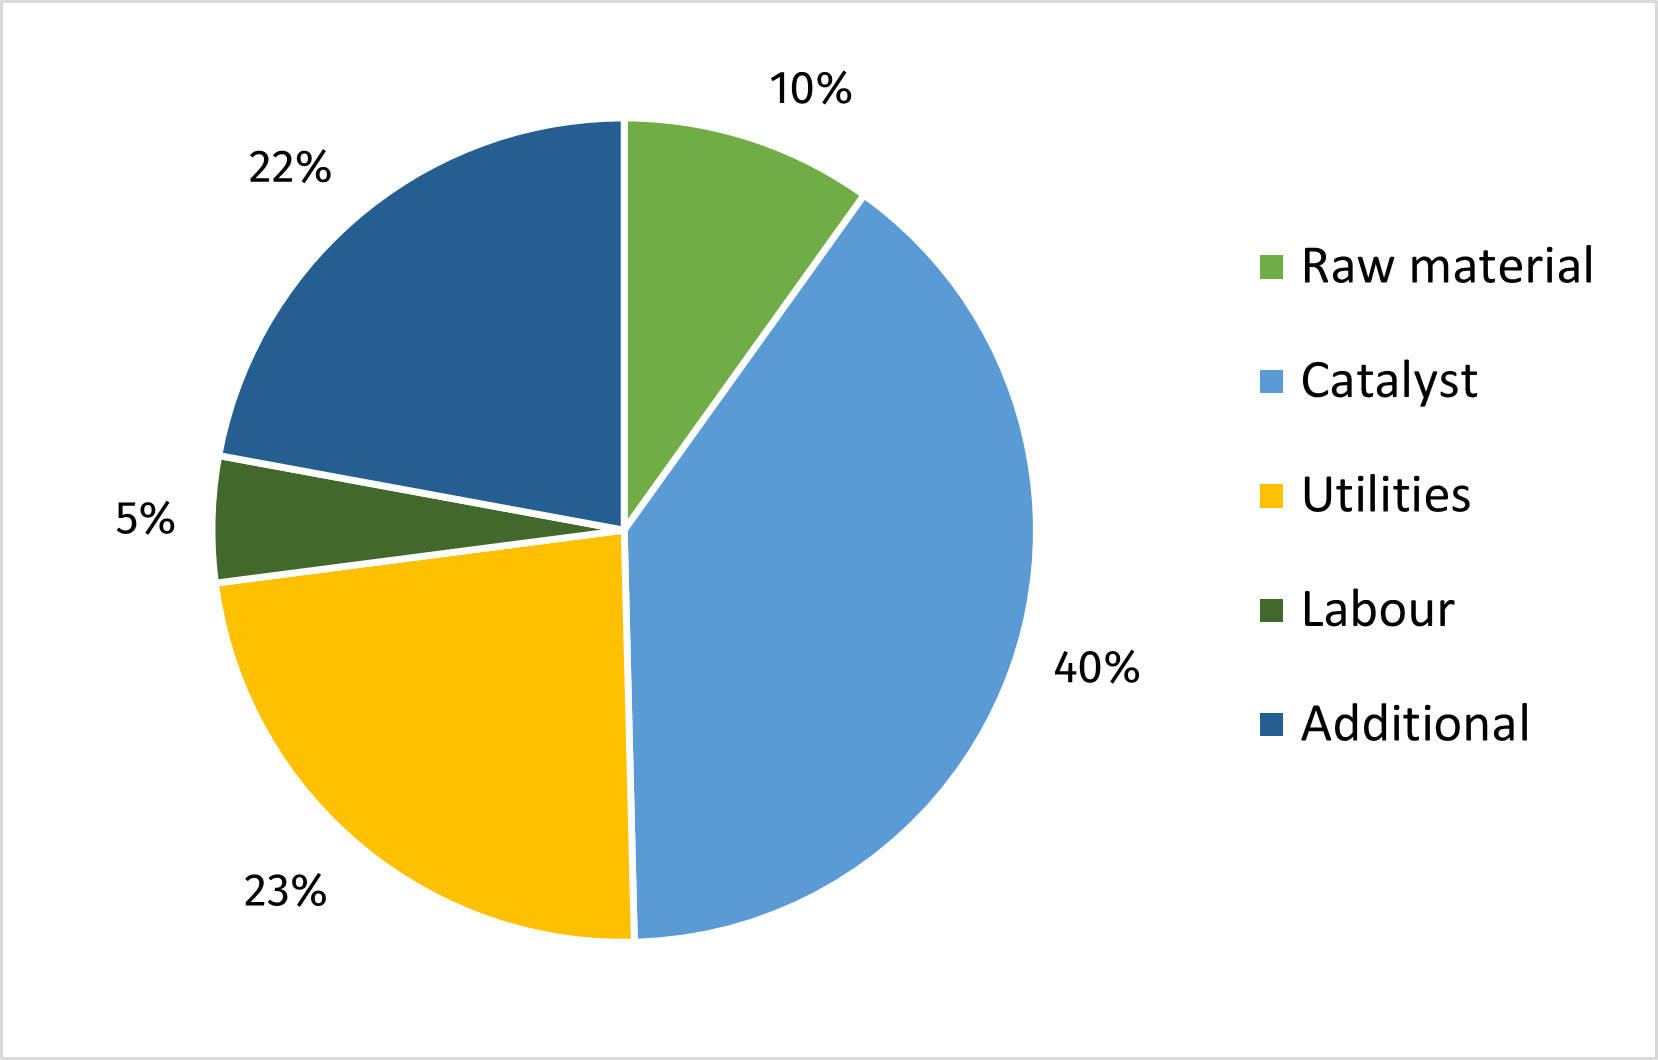 10%
22%
5%
40%
23%
Raw material
Catalyst
Utilities
Labour
Additional